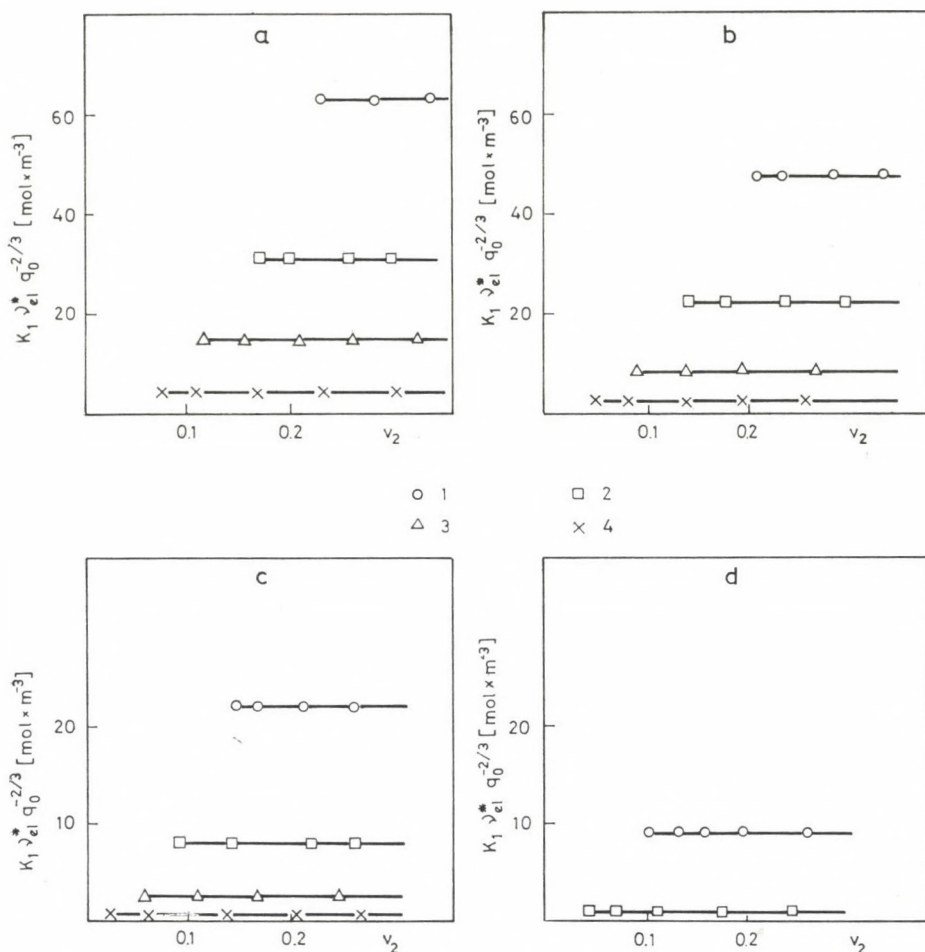 a
60
40
20
K₁ ν*ₑₗ q₀^-2/3 [mol×m⁻³]
0.1 0.2 v₂
b
60
40
20
K₁ ν*ₑₗ q₀^-2/3 [mol×m⁻³]
0.1 0.2 v₂
○ 1 □ 2
△ 3 × 4
c
20
10
K₁ ν*ₑₗ q₀^-2/3 [mol×m⁻³]
0.1 0.2 v₂
d
20
10
K₁ ν*ₑₗ q₀^-2/3 [mol×m⁻³]
0.1 0.2 v₂